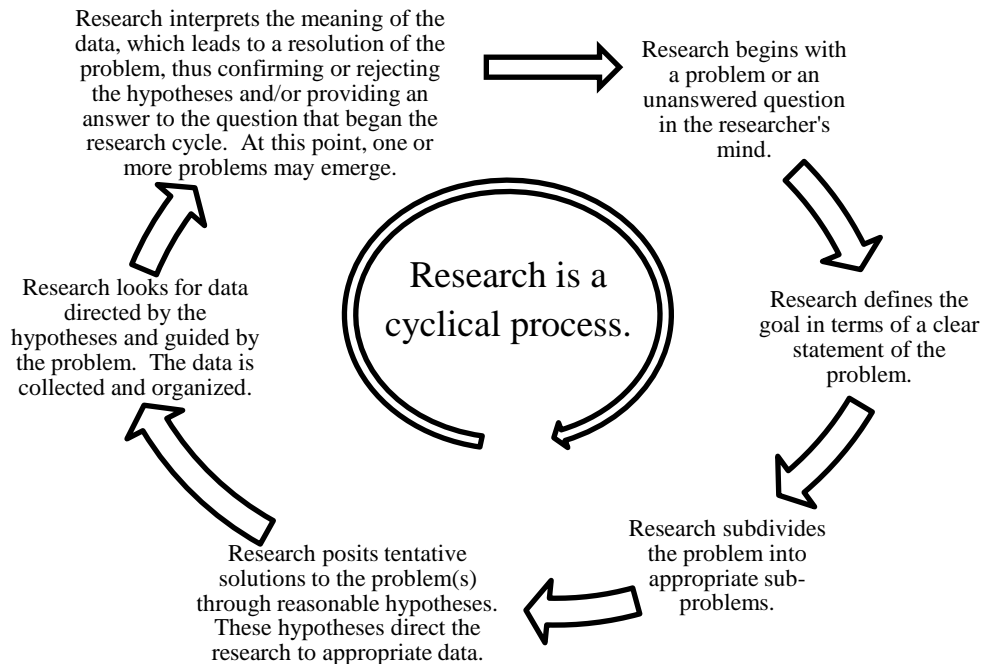 Research interprets the meaning of the
data, which leads to a resolution of the
problem, thus confirming or rejecting
the hypotheses and/or providing an
answer to the question that began the
research cycle.  At this point, one or
more problems may emerge.
Research begins with
a problem or an
unanswered question
in the researcher's
mind.
Research defines the
goal in terms of a clear
statement of the
problem.
Research subdivides
the problem into
appropriate sub-
problems.
Research posits tentative
solutions to the problem(s)
through reasonable hypotheses.
These hypotheses direct the
research to appropriate data.
Research looks for data
directed by the
hypotheses and guided by
the problem.  The data is
collected and organized.
Research is a
cyclical process.